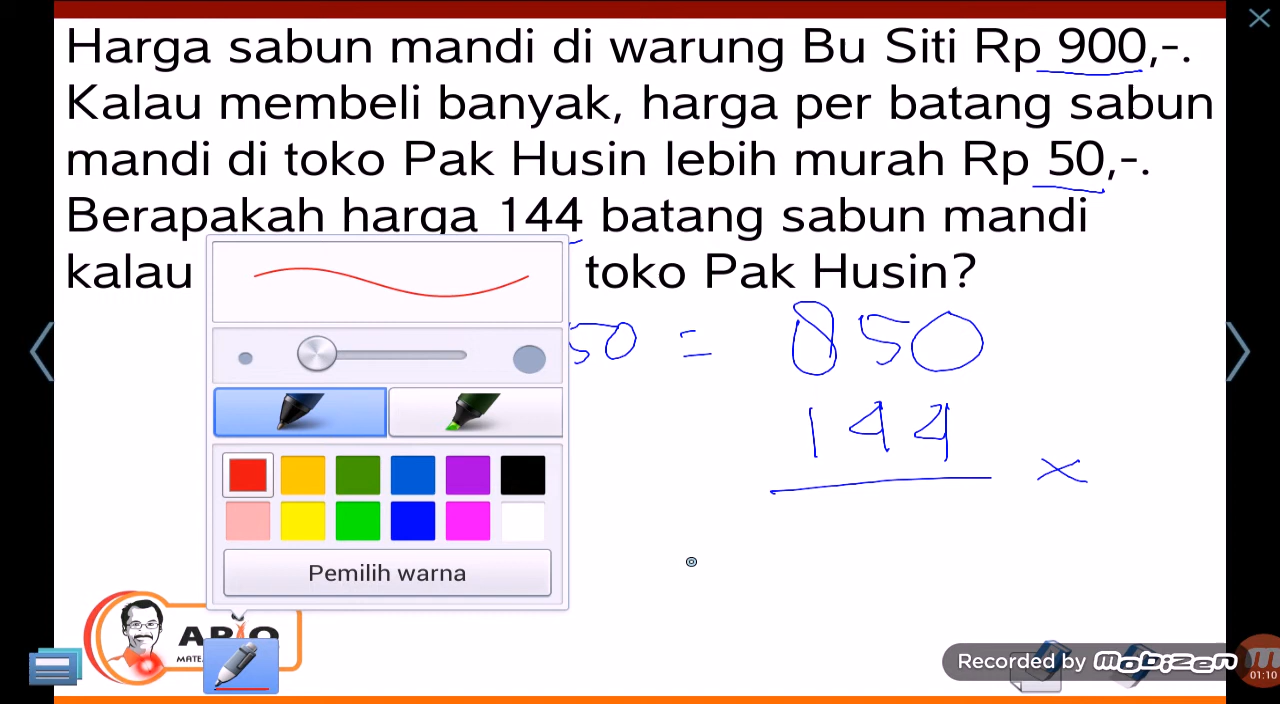 Harga sabun mandi di warung Bu Siti Rp 900,-.
Kalau membeli banyak, harga per batang sabun
mandi di toko Pak Husin lebih murah Rp 50,-.
Berapakah harga 144 batang sabun mandi
kalau toko Pak Husin?
50 = 850
144
×
Pemilih warna
Recorded by Mobizen
01:10